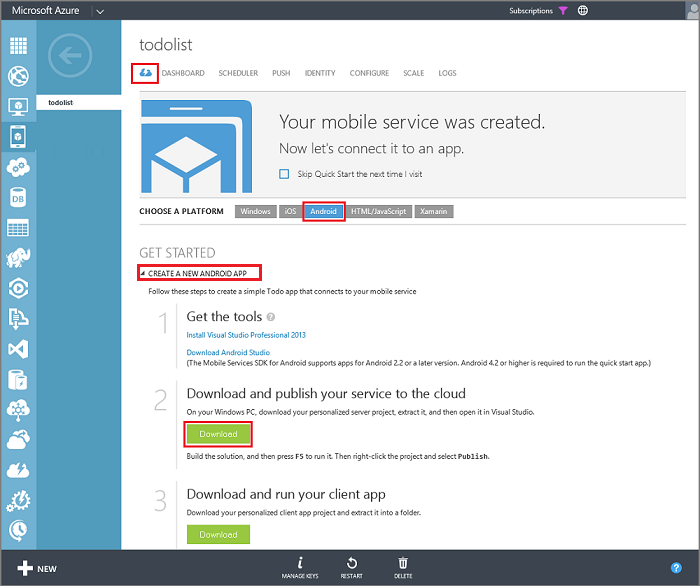 Microsoft Azure
Subscriptions
todolist
todolist
DASHBOARD SCHEDULER PUSH IDENTITY CONFIGURE SCALE LOGS
Your mobile service was created.
Now let's connect it to an app.
Skip Quick Start the next time I visit
CHOOSE A PLATFORM Windows iOS Android HTML/JavaScript Xamarin
GET STARTED
CREATE A NEW ANDROID APP
Follow these steps to create a simple Todo app that connects to your mobile service
1 Get the tools ?
Install Visual Studio Professional 2013
Download Android Studio
(The Mobile Services SDK for Android supports apps for Android 2.2 or a later version. Android 4.2 or higher is required to run the quick start app.)
2 Download and publish your service to the cloud
On your Windows PC, download your personalized server project, extract it, and then open it in Visual Studio.
Download
Build the solution, and then press F5 to run it. Then right-click the project and select Publish.
3 Download and run your client app
Download your personalized client app project and extract it into a folder.
Download
DB
NEW
MANAGE KEYS RESTART DELETE
?